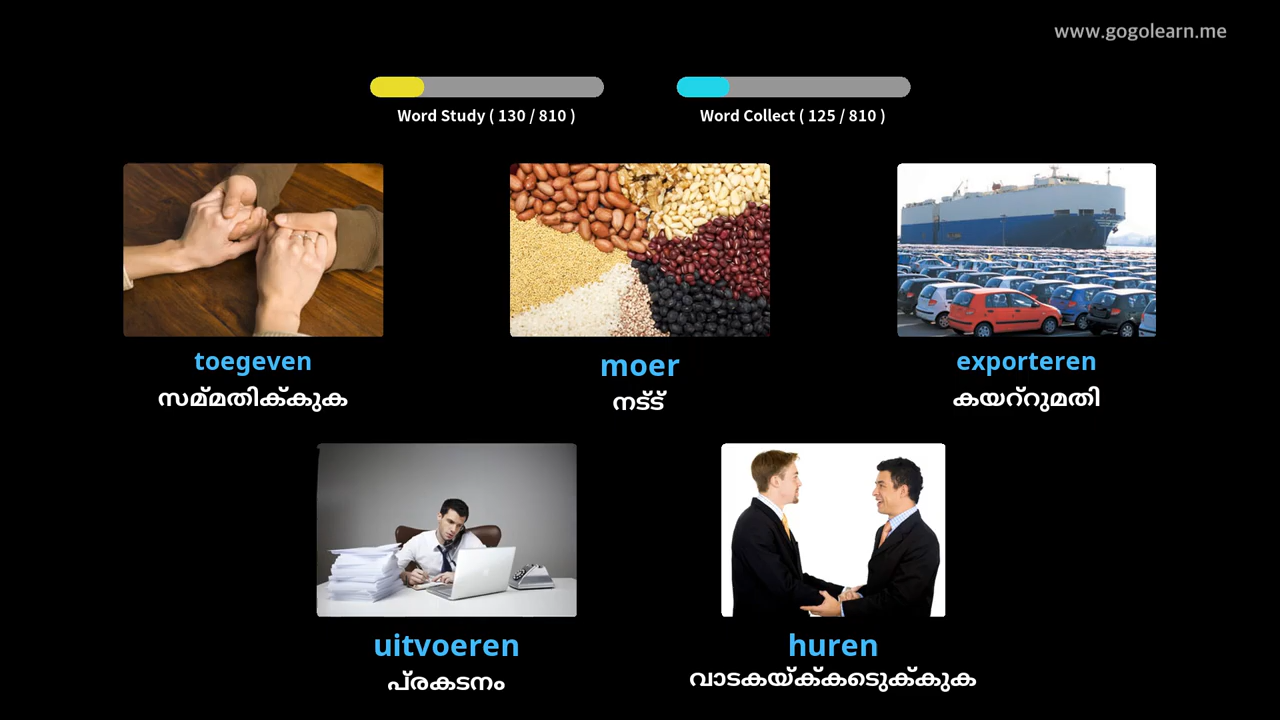 www.gogolearn.me
Word Study ( 130 / 810 )
Word Collect ( 125 / 810 )
toegeven
സമ്മതിക്കുക
moer
നട്ട്
exporteren
കയറ്റുമതി
uitvoeren
പ്രകടനം
huren
വാടകയ്ക്കെടുക്കുക